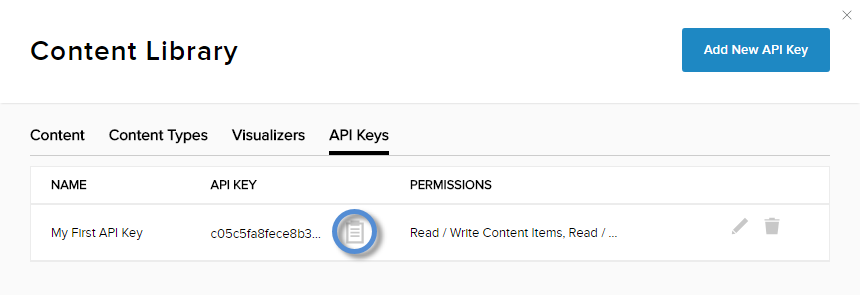 Content Library
Add New API Key
Content Content Types Visualizers API Keys
NAME API KEY PERMISSIONS
My First API Key c05c5fa8fece8b3... Read / Write Content Items, Read / ...